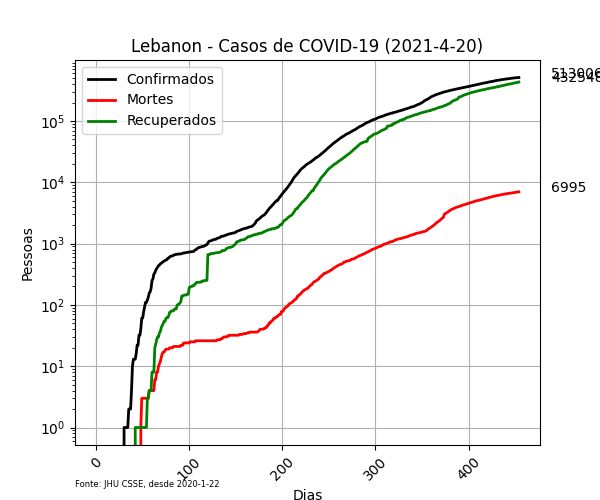 Lebanon - Casos de COVID-19 (2021-4-20)
Confirmados
Mortes
Recuperados
6995
10⁵
10⁴
10³
10²
10¹
10⁰
Pessoas
0 100 200 300 400
Dias
Fonte: JHU CSSE, desde 2020-1-22